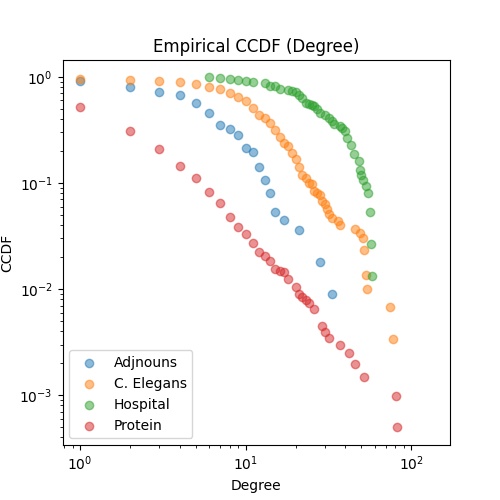 Empirical CCDF (Degree)
CCDF
10⁰
10⁻¹
10⁻²
10⁻³
Adjnouns
C. Elegans
Hospital
Protein
10⁰ 10¹ 10²
Degree